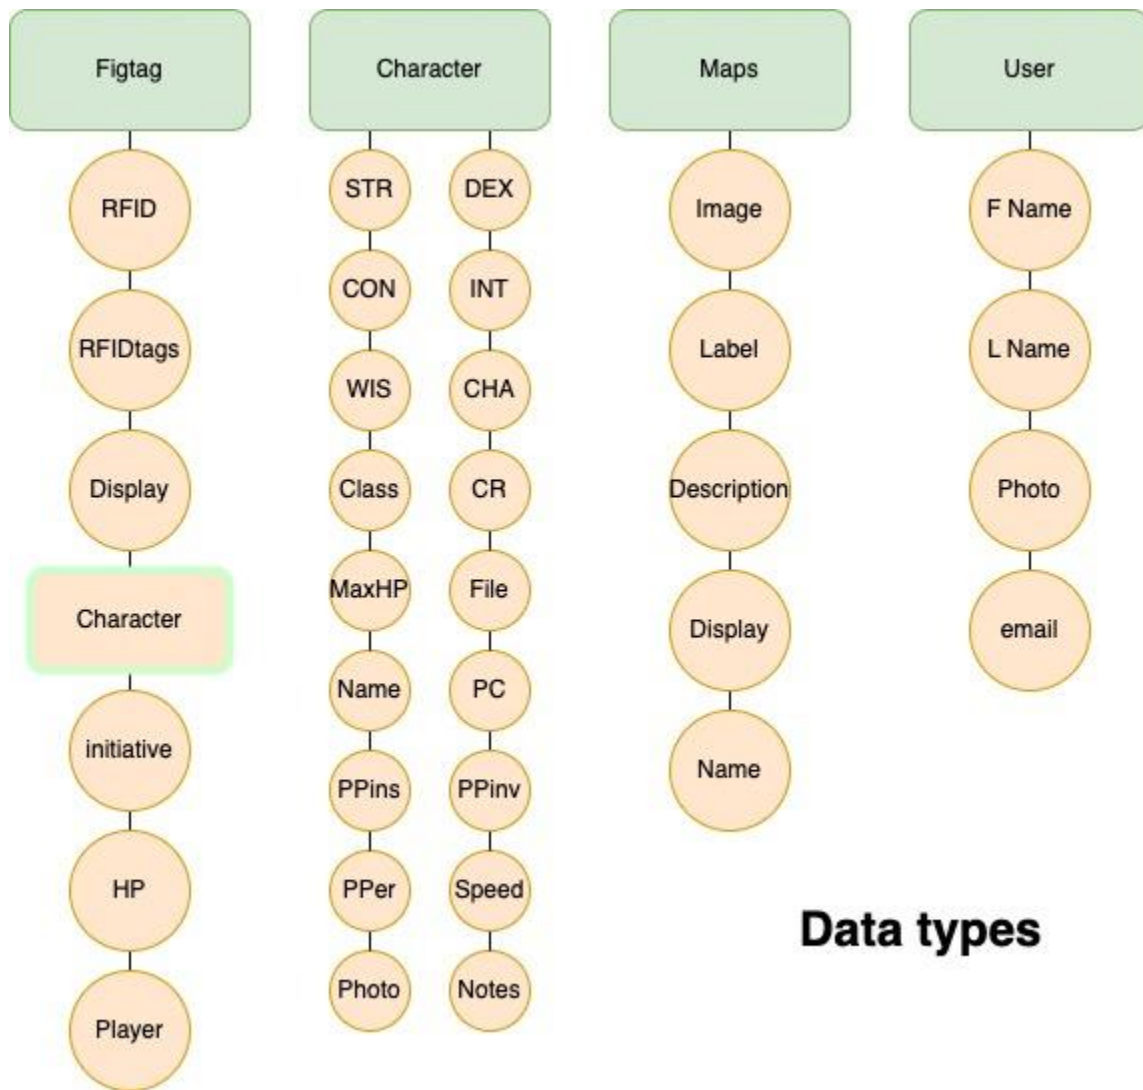 Figtag
RFID
RFIDtags
Display
Character
initiative
HP
Player
Character
STR
DEX
CON
INT
WIS
CHA
Class
CR
MaxHP
File
Name
PC
PPins
PPinv
PPer
Speed
Photo
Notes
Maps
Image
Label
Description
Display
Name
User
F Name
L Name
Photo
email
Data types